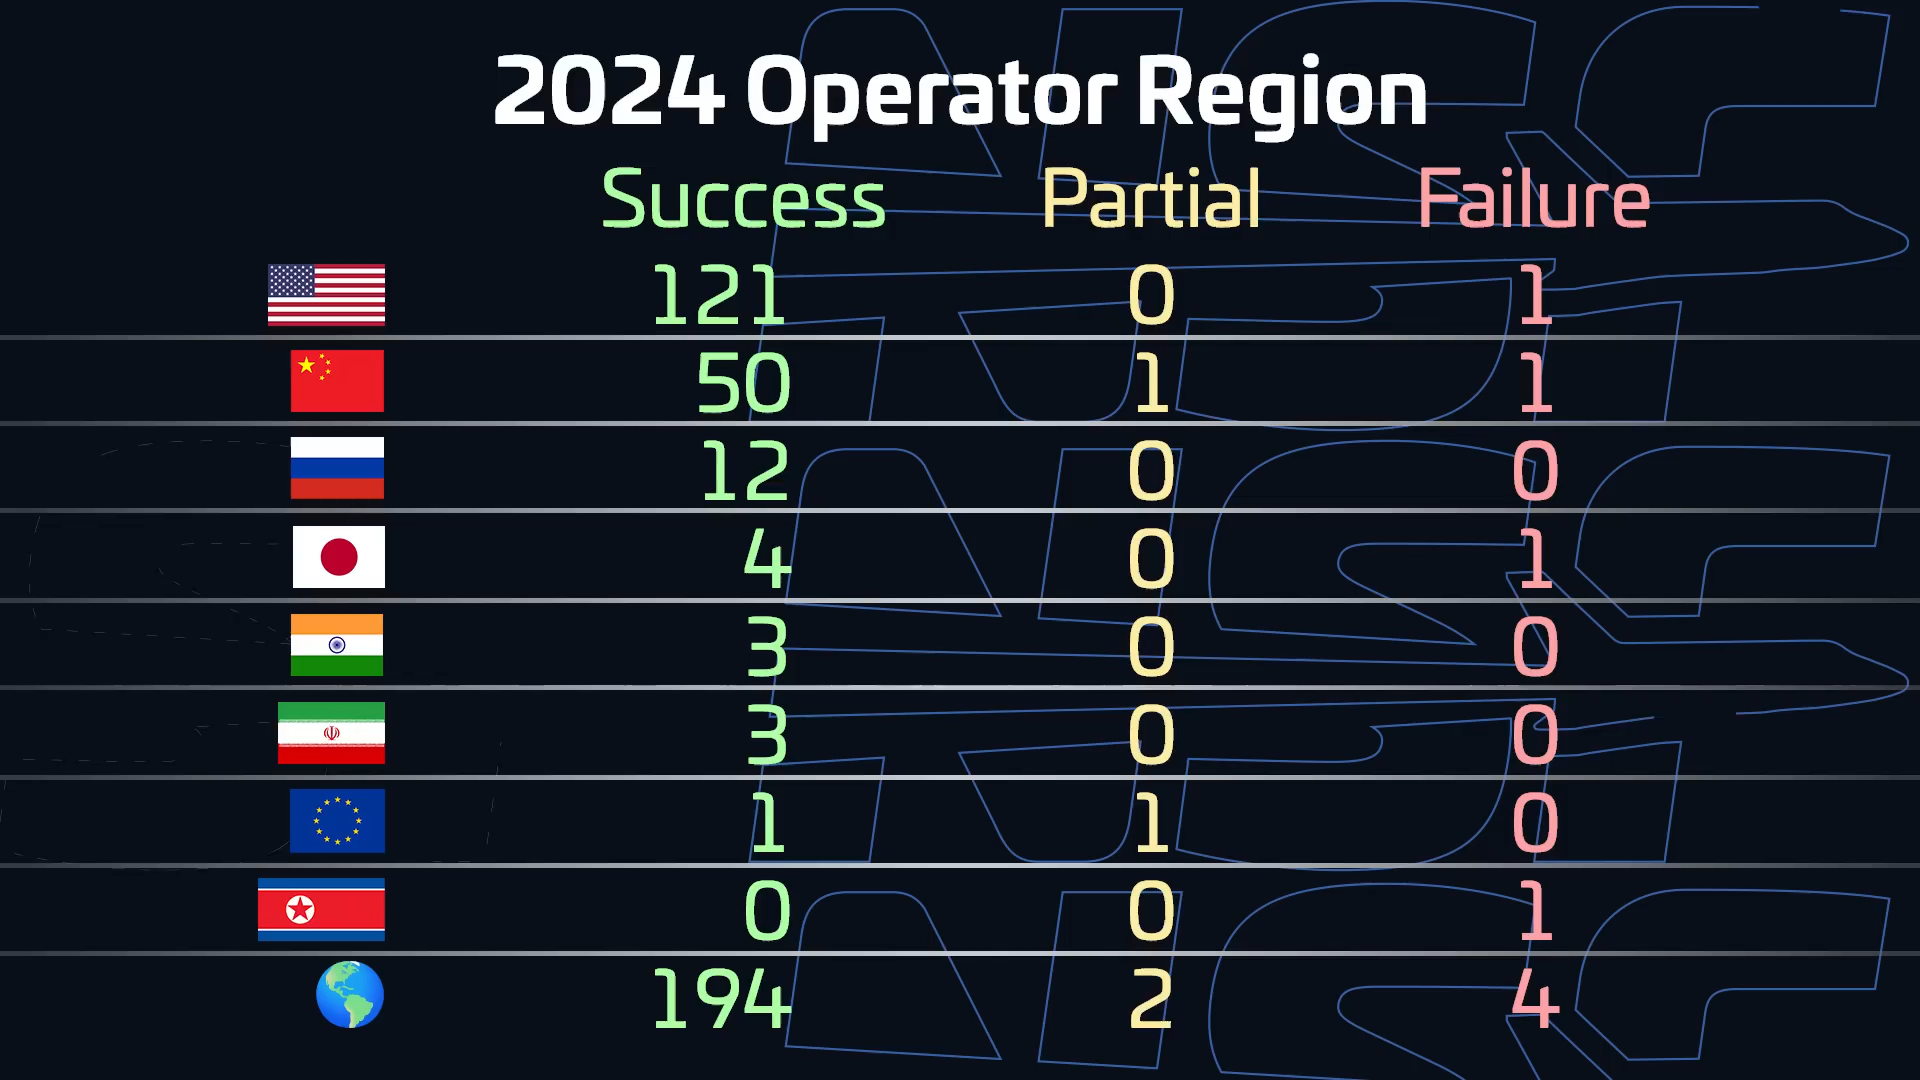 2024 Operator Region
Success Partial Failure
121 0 1
50 1 1
12 0 0
4 0 1
3 0 0
3 0 0
1 1 0
0 0 1
194 2 4